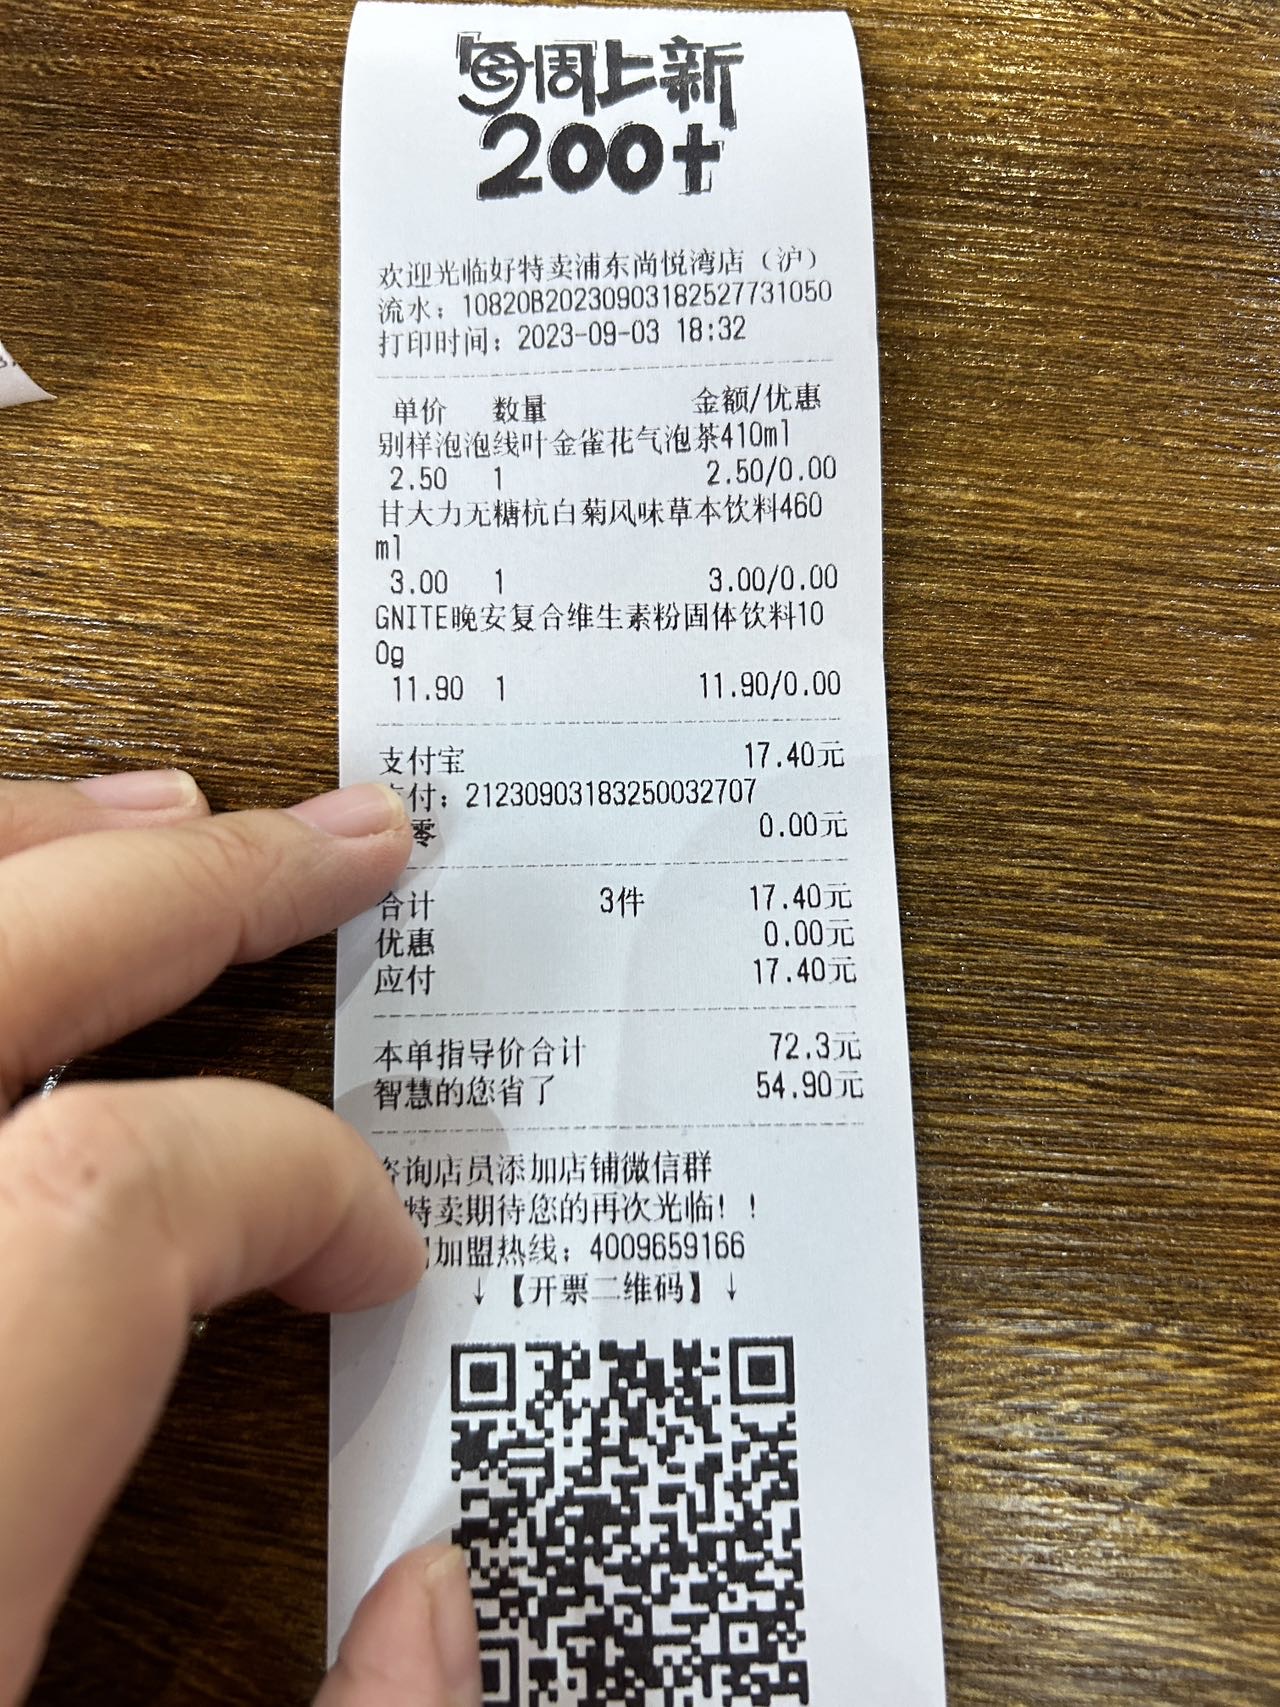 每周上新
200+
欢迎光临好特卖浦东尚悦湾店（沪）
流水：10820B20230903182527731050
打印时间：2023-09-03 18:32
单价 数量 金额/优惠
别样泡泡线叶金雀花气泡茶410ml
2.50 1 2.50/0.00
甘大力无糖杭白菊风味草本饮料460
ml
3.00 1 3.00/0.00
GNITE晚安复合维生素粉固体饮料10
0g
11.90 1 11.90/0.00
支付宝 17.40元
付：21230903183250032707
零 0.00元
合计 3件 17.40元
优惠 0.00元
应付 17.40元
本单指导价合计 72.3元
智慧的您省了 54.90元
咨询店员添加店铺微信群
特卖期待您的再次光临！！
加盟热线：4009659166
↓【开票二维码】↓